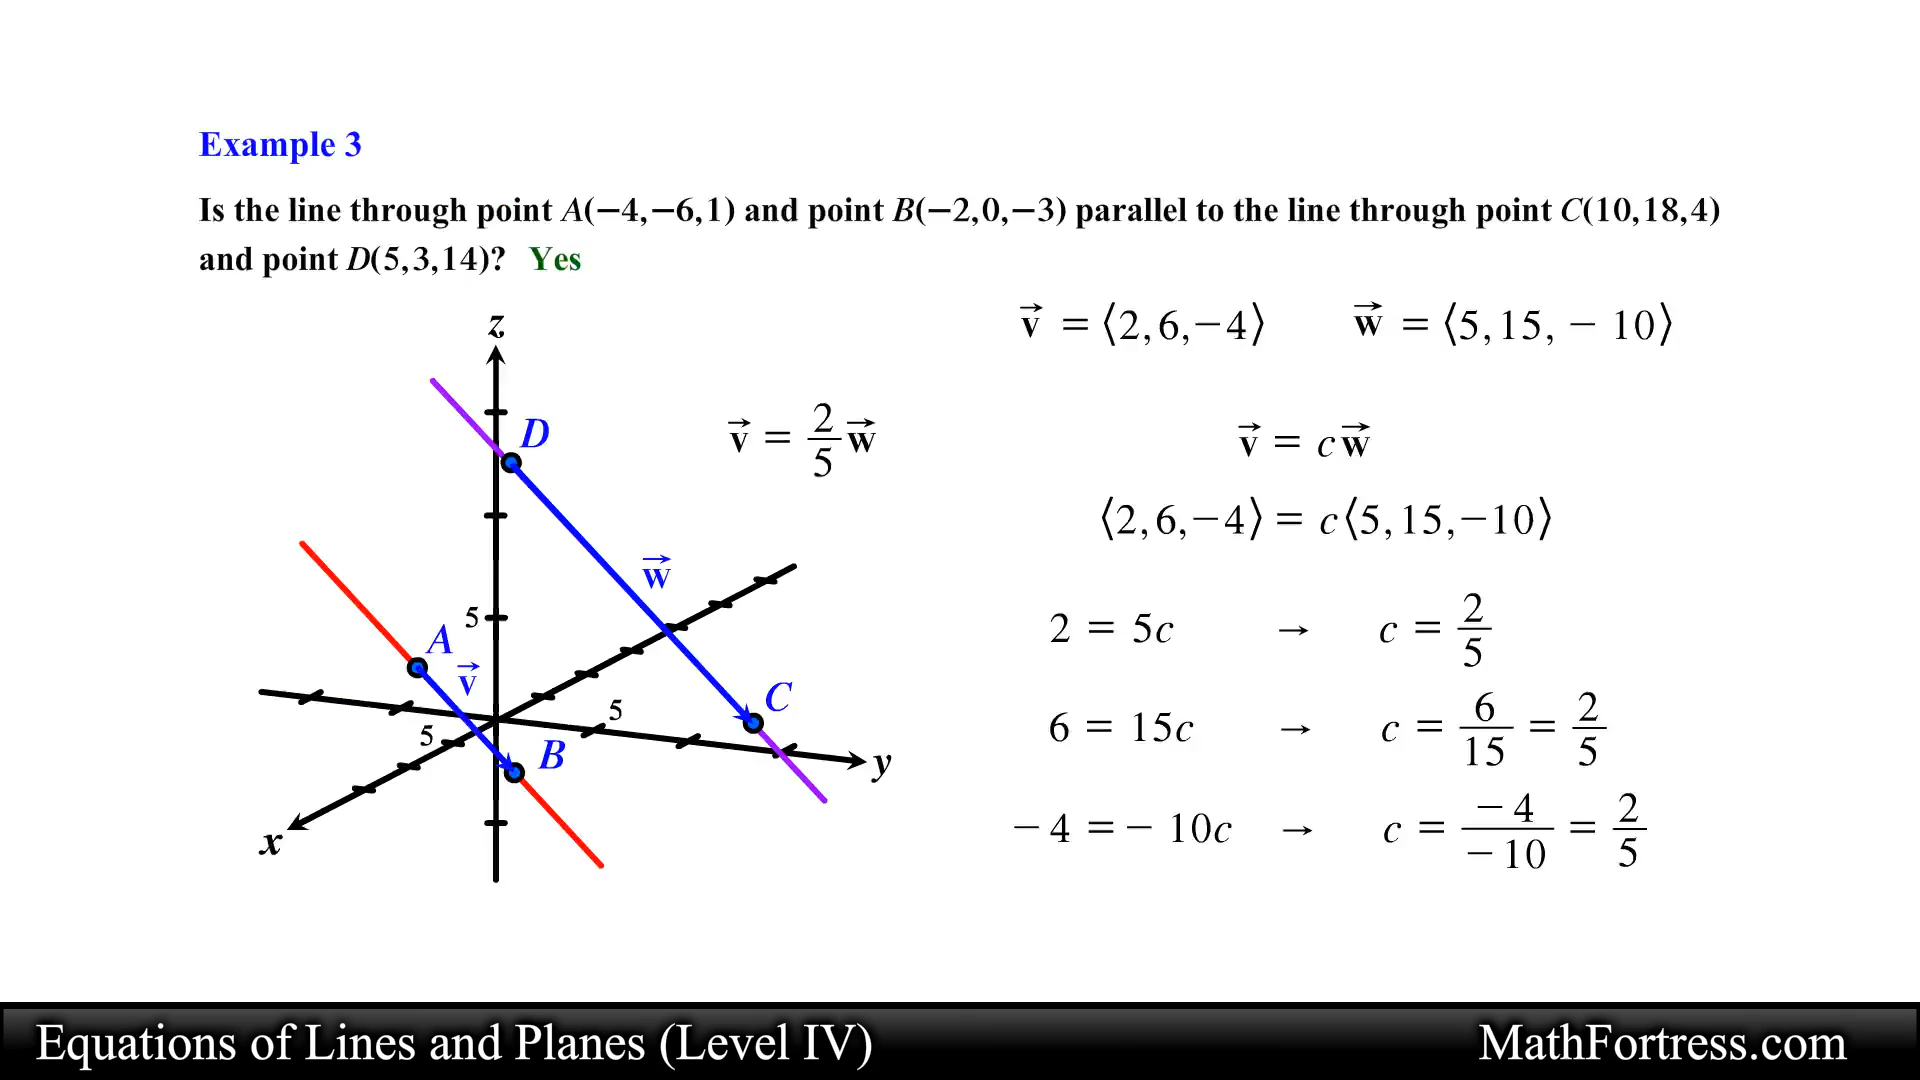 Example 3
Is the line through point A(−4,−6,1) and point B(−2,0,−3) parallel to the line through point C(10,18,4)
and point D(5,3,14)? Yes
v⃗ = ⟨2,6,−4⟩ w⃗ = ⟨5,15, − 10⟩
z
D
v⃗ = 2/5 w⃗
v⃗ = cw⃗
⟨2,6,−4⟩ = c⟨5,15,−10⟩
w⃗
5
A
2 = 5c → c = 2/5
v⃗
C
5
5
6 = 15c → c = 6/15 = 2/5
B
y
x
− 4 = − 10c → c = − 4/− 10 = 2/5
Equations of Lines and Planes (Level IV)
MathFortress.com